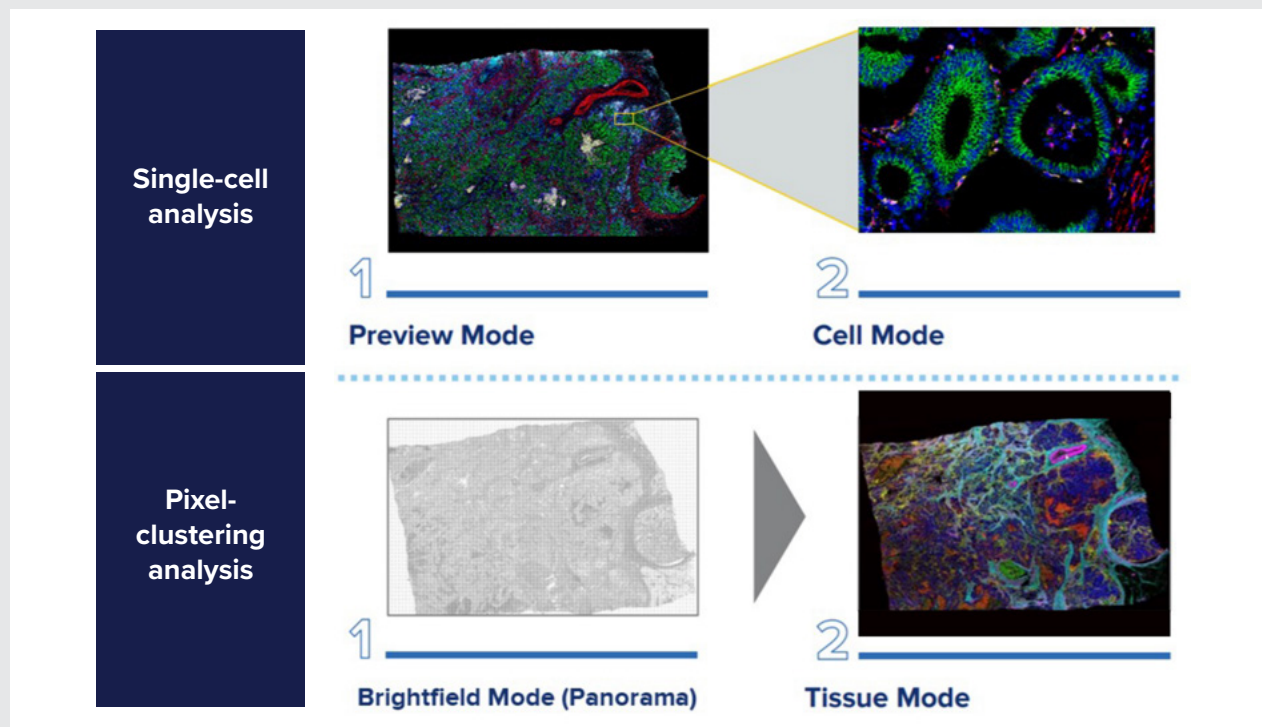 Single-cell
analysis
1
Preview Mode
2
Cell Mode
Pixel-
clustering
analysis
1
Brightfield Mode (Panorama)
2
Tissue Mode